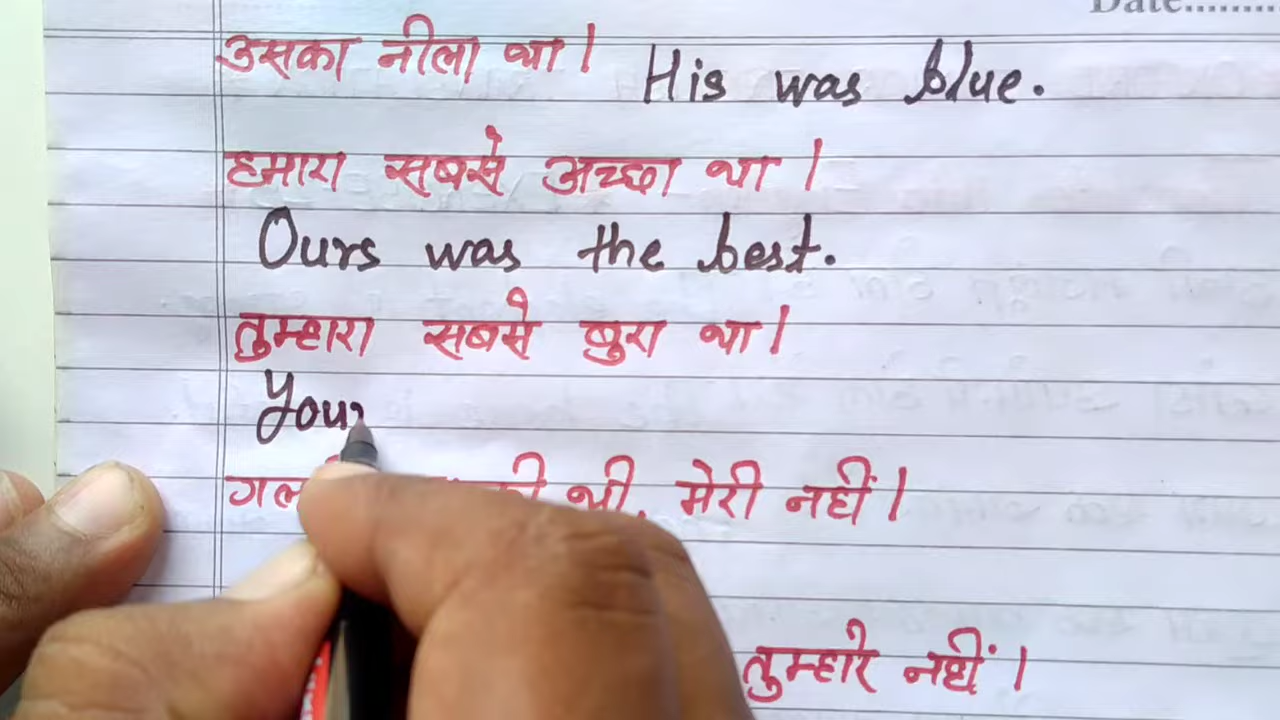 Date.........
उसका नीला था। His was blue.
हमारा सबसे अच्छा था।
Ours was the best.
तुम्हारा सबसे बुरा था।
Your
थी, मेरी नहीं।
तुम्हारे नहीं।